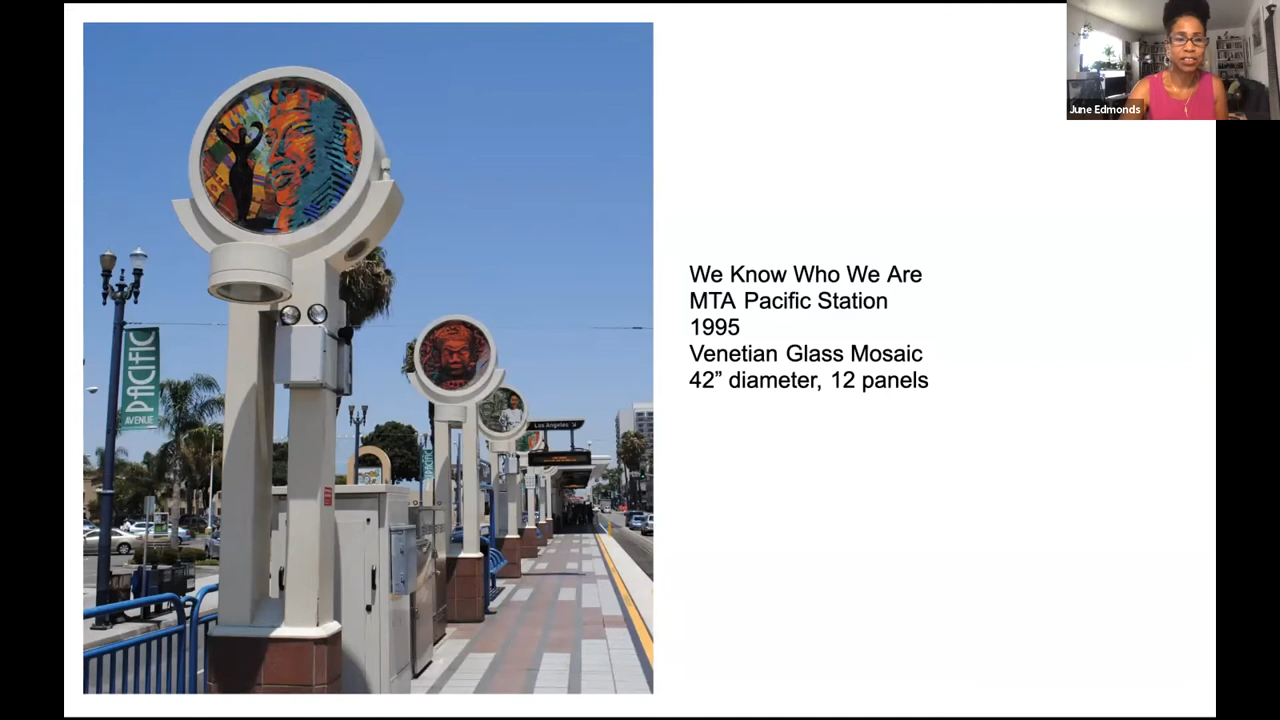 June Edmonds
We Know Who We Are
MTA Pacific Station
1995
Venetian Glass Mosaic
42” diameter, 12 panels
PACIFIC
AVENUE
Los Angeles